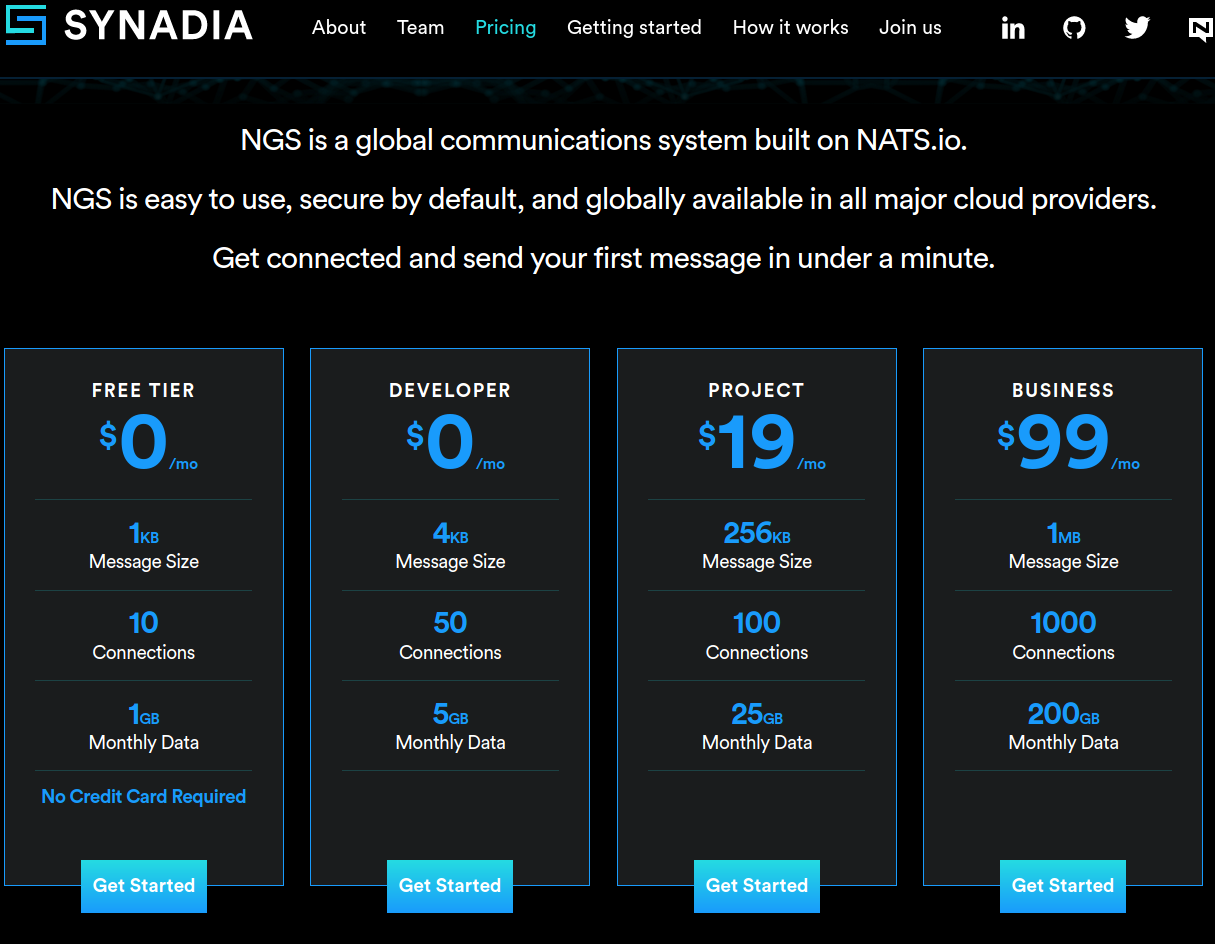 SYNADIA
About Team Pricing Getting started How it works Join us
NGS is a global communications system built on NATS.io.
NGS is easy to use, secure by default, and globally available in all major cloud providers.
Get connected and send your first message in under a minute.
FREE TIER
$0/mo
1KB
Message Size
10
Connections
1GB
Monthly Data
No Credit Card Required
Get Started
DEVELOPER
$0/mo
4KB
Message Size
50
Connections
5GB
Monthly Data
Get Started
PROJECT
$19/mo
256KB
Message Size
100
Connections
25GB
Monthly Data
Get Started
BUSINESS
$99/mo
1MB
Message Size
1000
Connections
200GB
Monthly Data
Get Started